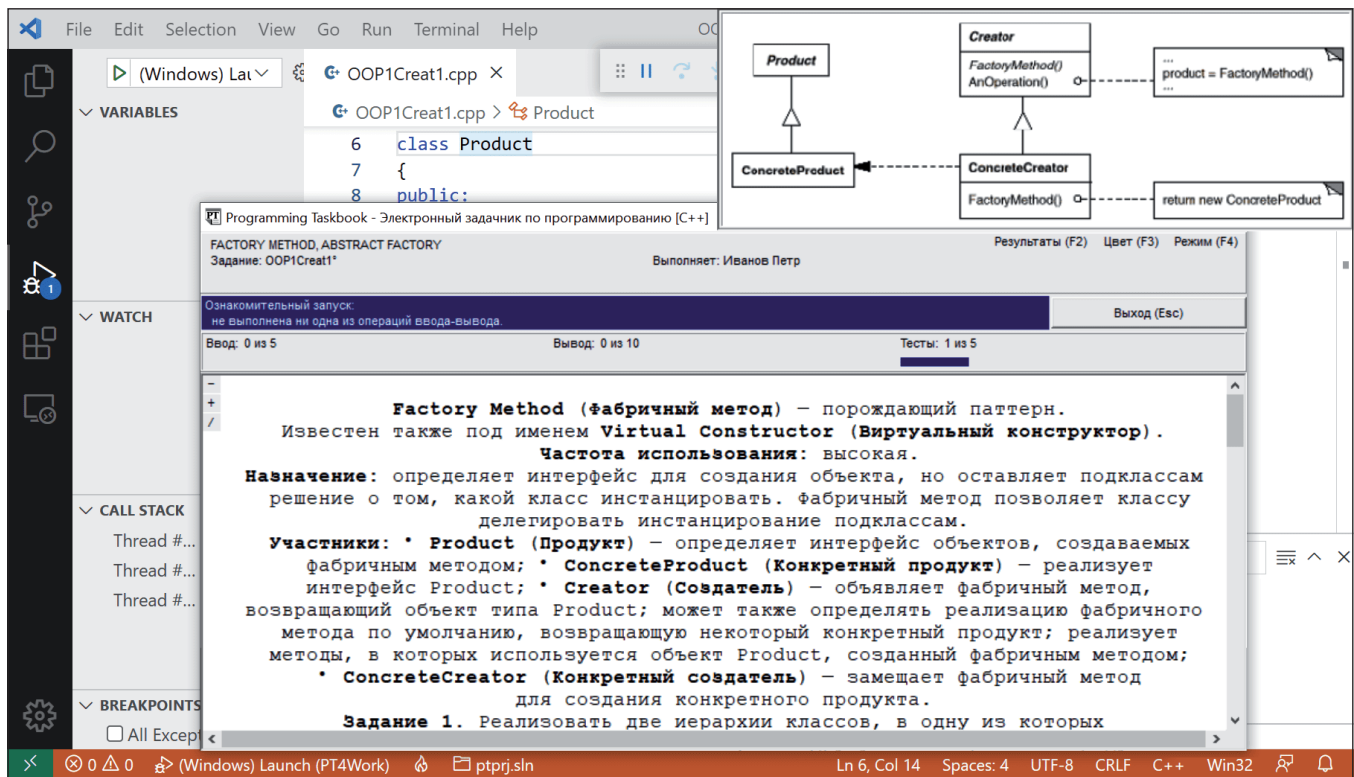 File Edit Selection View Go Run Terminal Help
(Windows) Lau
OOP1Creat1.cpp
OOP1Creat1.cpp > Product
VARIABLES
6 class Product
7 {
8 public:
Product
Creator
FactoryMethod()
AnOperation()
...
product = FactoryMethod()
...
ConcreteProduct
ConcreteCreator
FactoryMethod()
return new ConcreteProduct
Programming Taskbook - Электронный задачник по программированию [C++]
FACTORY METHOD, ABSTRACT FACTORY
Результаты (F2) Цвет (F3) Режим (F4)
Задание: OOP1Creat1°
Выполняет: Иванов Петр
Ознакомительный запуск:
не выполнена ни одна из операций ввода-вывода.
Выход (Esc)
Ввод: 0 из 5 Вывод: 0 из 10 Тесты: 1 из 5
Factory Method (Фабричный метод) — порождающий паттерн.
Известен также под именем Virtual Constructor (Виртуальный конструктор).
Частота использования: высокая.
Назначение: определяет интерфейс для создания объекта, но оставляет подклассам
решение о том, какой класс инстанцировать. Фабричный метод позволяет классу
делегировать инстанцирование подклассам.
Участники: • Product (Продукт) — определяет интерфейс объектов, создаваемых
фабричным методом; • ConcreteProduct (Конкретный продукт) — реализует
интерфейс Product; • Creator (Создатель) — объявляет фабричный метод,
возвращающий объект типа Product; может также определять реализацию фабричного
метода по умолчанию, возвращающую некоторый конкретный продукт; реализует
методы, в которых используется объект Product, созданный фабричным методом;
• ConcreteCreator (Конкретный создатель) — замещает фабричный метод
для создания конкретного продукта.
Задание 1. Реализовать две иерархии классов, в одну из которых
WATCH
CALL STACK
Thread #...
Thread #...
Thread #...
BREAKPOINTS
All Excep
1
0 0 (Windows) Launch (PT4Work) ptprj.sln Ln 6, Col 14 Spaces: 4 UTF-8 CRLF C++ Win32